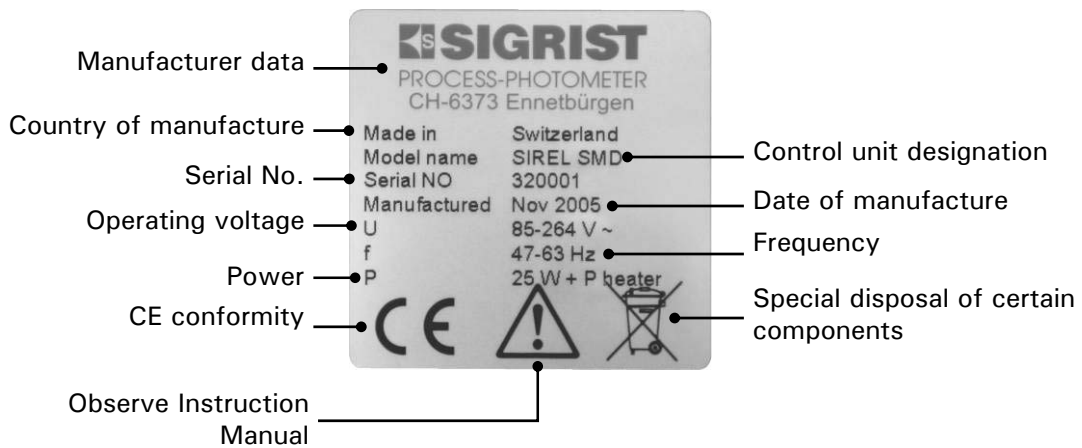 SIGRIST
PROCESS-PHOTOMETER
CH-6373 Ennetbürgen
Made in Switzerland
Model name SIREL SMD
Serial NO 320001
Manufactured Nov 2005
U 85-264 V ~
f 47-63 Hz
P 25 W + P heater
CE
Manufacturer data
Country of manufacture
Serial No.
Operating voltage
Power
CE conformity
Observe Instruction
Manual
Control unit designation
Date of manufacture
Frequency
Special disposal of certain
components